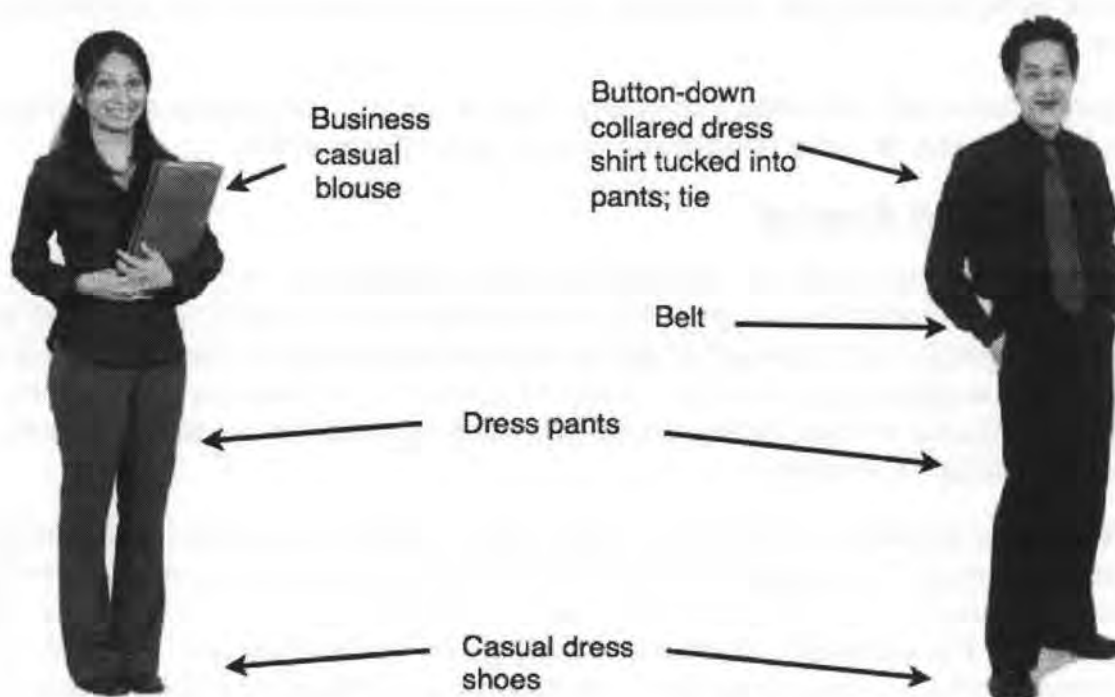 Business
casual
blouse
Button-down
collared dress
shirt tucked into
pants; tie
Belt
Dress pants
Casual dress
shoes